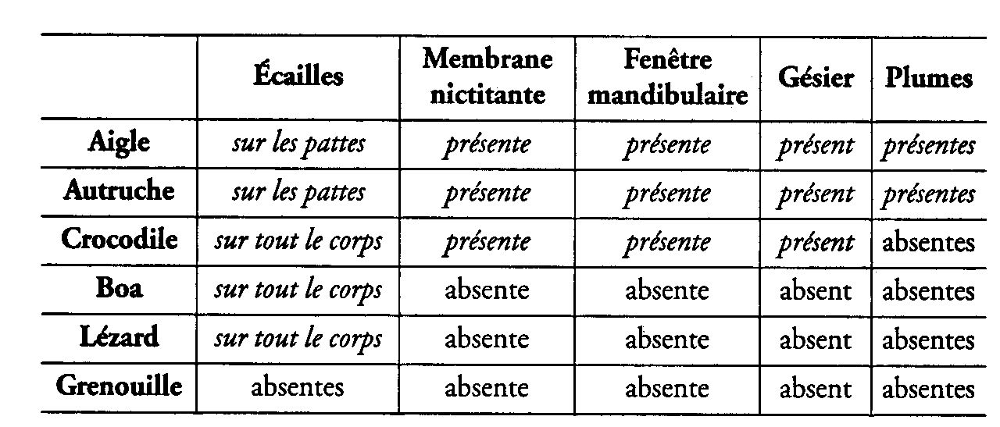 Écailles Membrane nictitante Fenêtre mandibulaire Gésier Plumes
Aigle sur les pattes présente présente présent présentes
Autruche sur les pattes présente présente présent présentes
Crocodile sur tout le corps présente présente présent absentes
Boa sur tout le corps absente absente absent absentes
Lézard sur tout le corps absente absente absent absentes
Grenouille absentes absente absente absent absentes